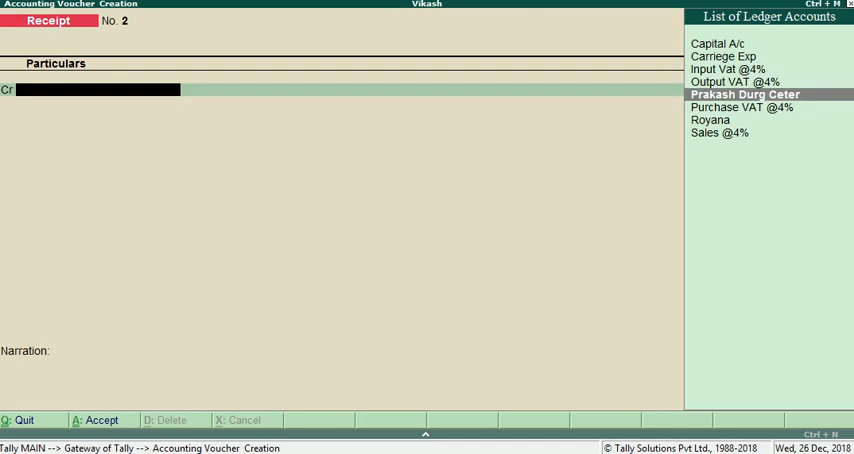 Accounting Voucher Creation Vikash Ctrl + M x
Receipt No. 2
List of Ledger Accounts
Particulars
Cr
Capital A/c
Carriege Exp
Input Vat @4%
Output VAT @4%
Prakash Durg Ceter
Purchase VAT @4%
Royana
Sales @4%
Narration:
Q: Quit A: Accept D: Delete X: Cancel
Ctrl + N
Tally MAIN --> Gateway of Tally --> Accounting Voucher Creation © Tally Solutions Pvt Ltd., 1988-2018 Wed, 26 Dec, 2018